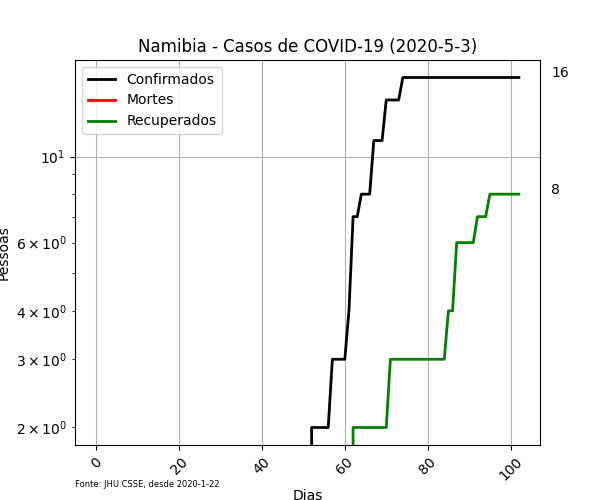 Namibia - Casos de COVID-19 (2020-5-3)
Confirmados
Mortes
Recuperados
16
8
10¹
6 × 10⁰
4 × 10⁰
3 × 10⁰
2 × 10⁰
Pessoas
0 20 40 60 80 100
Fonte: JHU CSSE, desde 2020-1-22
Dias